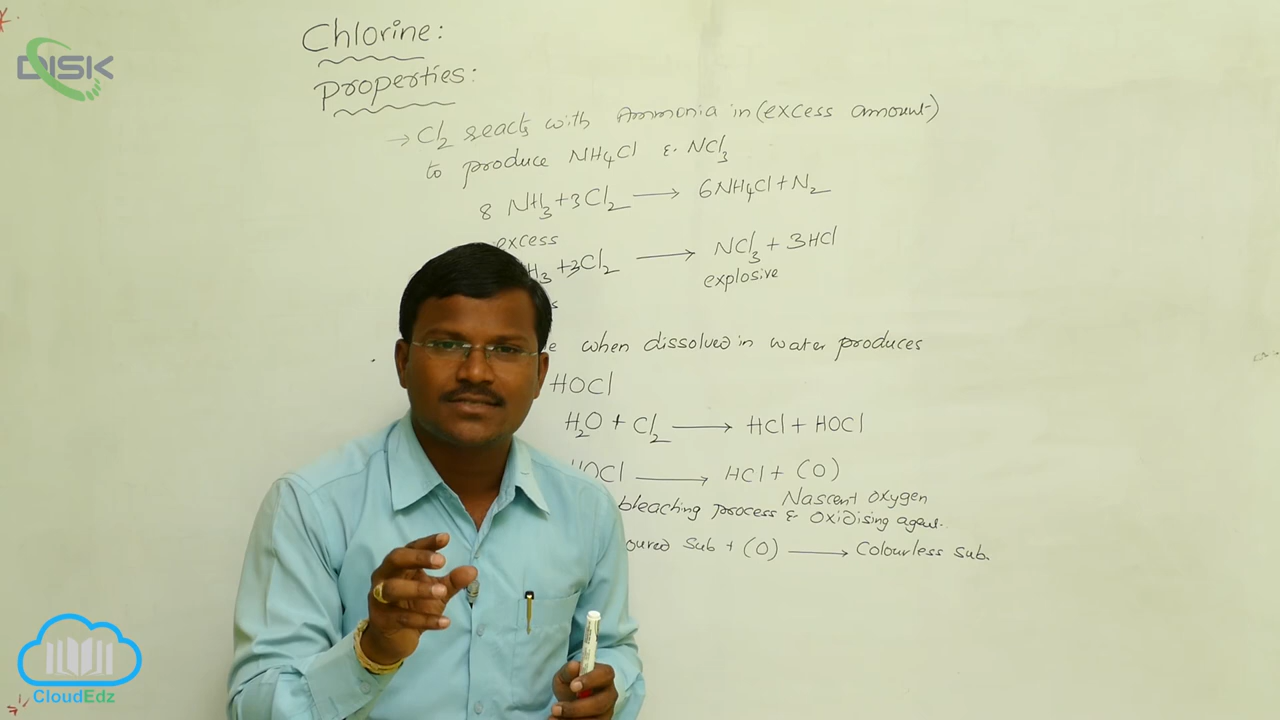 Chlorine:
DISK
Properties:
→ Cl2 reacts with Ammonia in (excess amount)
to produce NH4Cl & NCl3
8 NH3 + 3Cl2 → 6NH4Cl + N2
excess
H3 + 3Cl2 → NCl3 + 3HCl
explosive
when dissolved in water produces
HOCl
H2O + Cl2 → HCl + HOCl
HOCl → HCl + (O)
Nascent oxygen
bleaching process & Oxidising agent.
Sub + (O) → Colourless sub.
CloudEdz